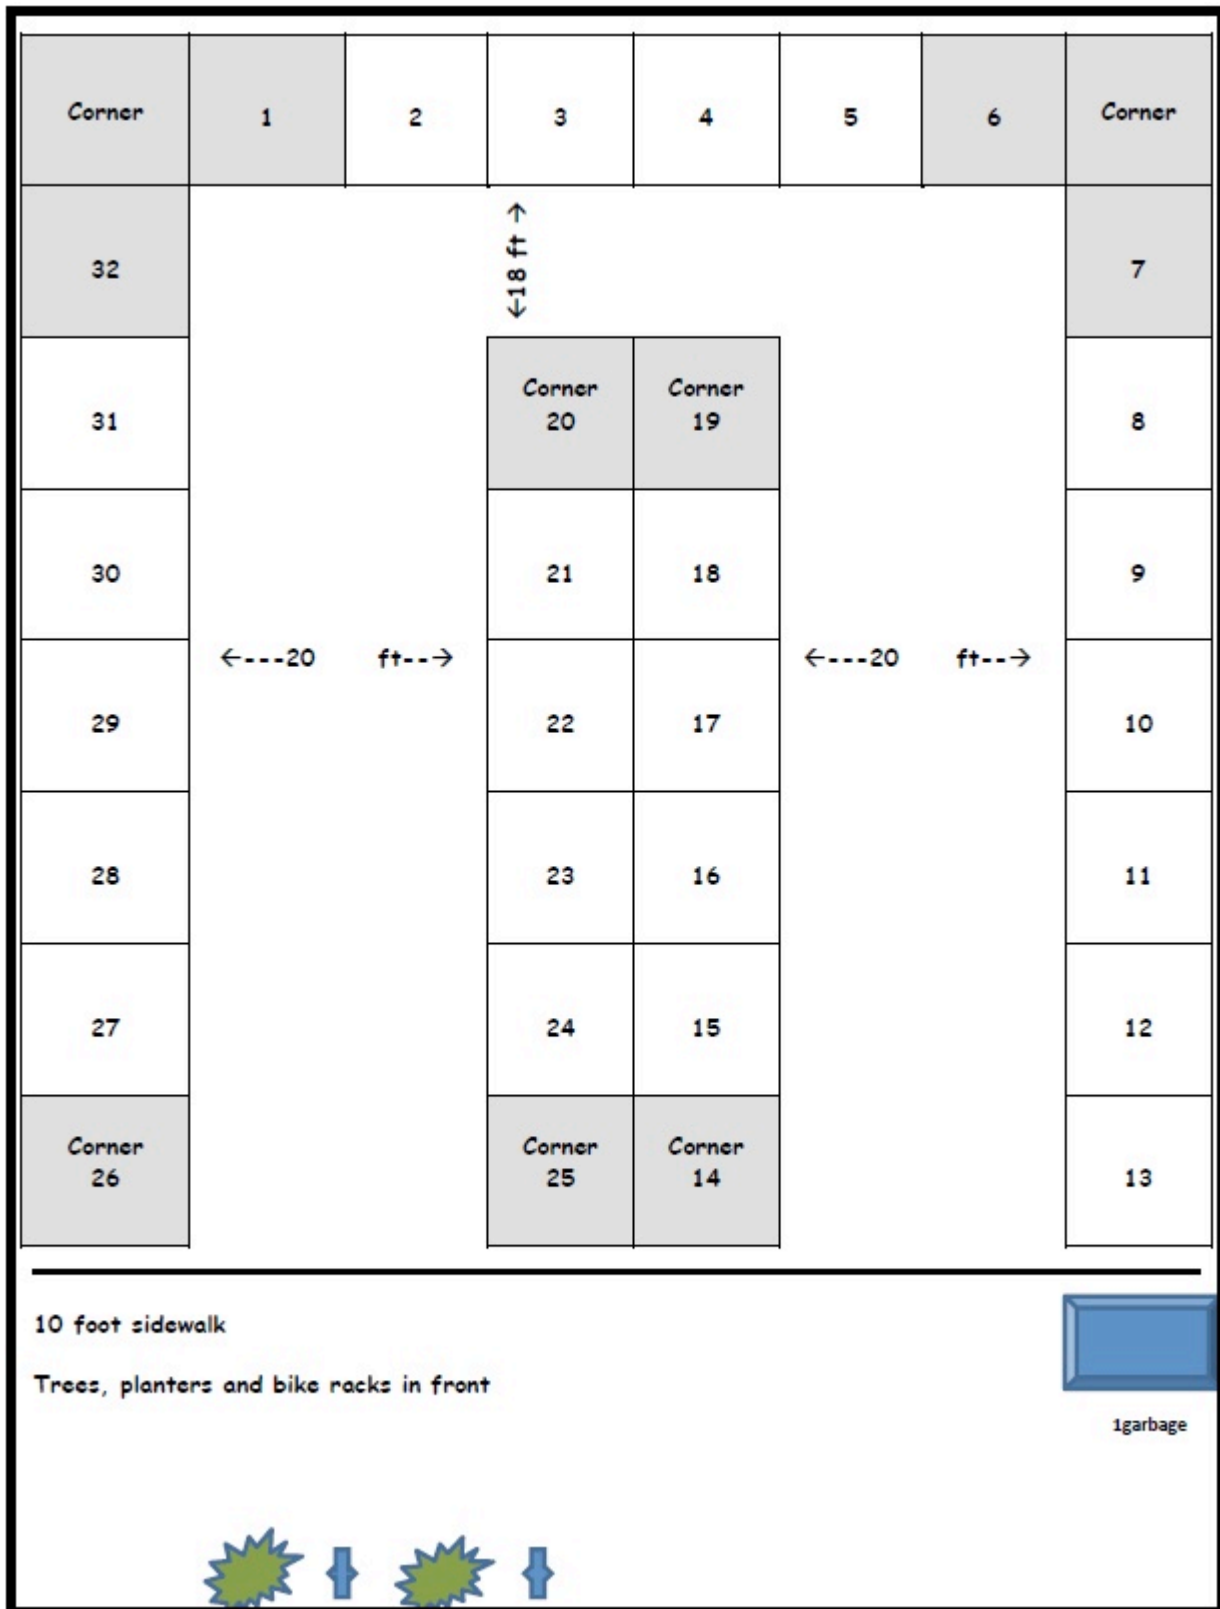 Corner 1 2 3 4 5 6 Corner
32 7
←18 ft →
31 Corner 20 Corner 19 8
30 21 18 9
←---20 ft--→ ←---20 ft--→
29 22 17 10
28 23 16 11
27 24 15 12
Corner 26 Corner 25 Corner 14 13
10 foot sidewalk
Trees, planters and bike racks in front
1garbage